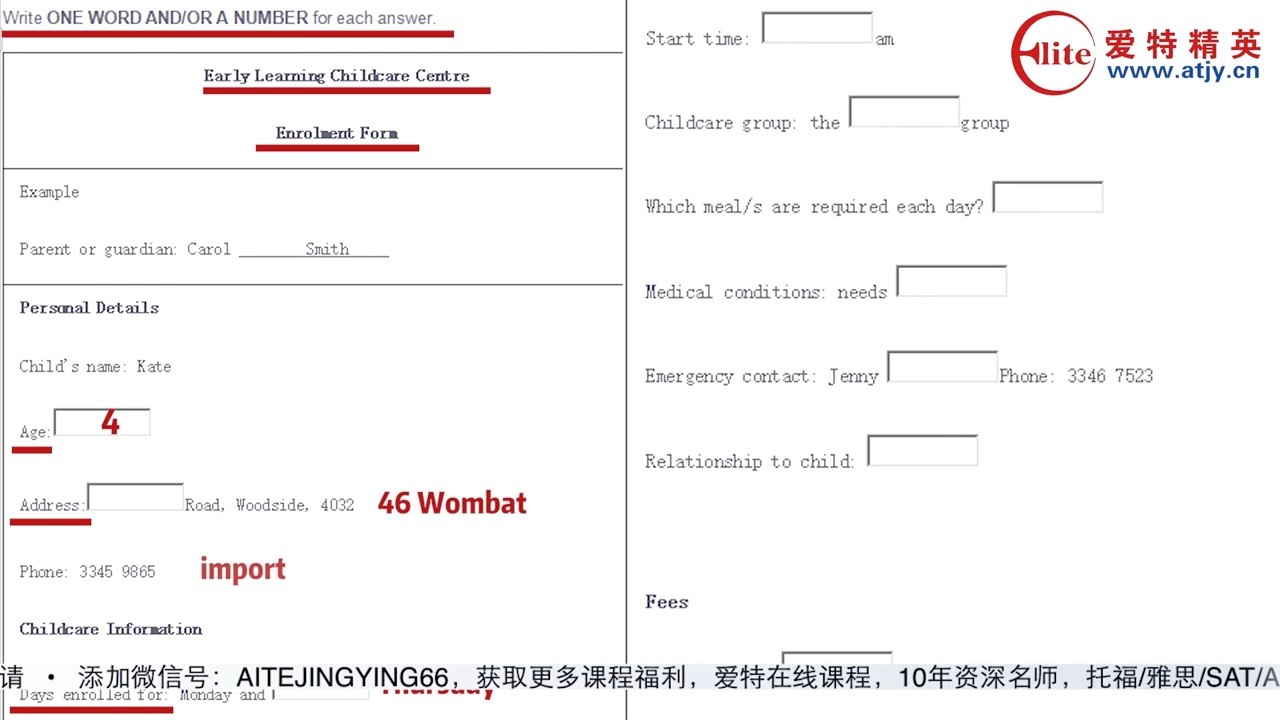 Write ONE WORD AND/OR A NUMBER for each answer.
Early Learning Childcare Centre
Enrolment Form
Example
Parent or guardian: Carol Smith
Personal Details
Child's name: Kate
Age: 4
Address: Road, Woodside, 4032 46 Wombat
Phone: 3345 9865 import
Childcare Information
Days enrolled for: Monday and Thursday
Start time: am
Childcare group: the group
Which meal/s are required each day?
Medical conditions: needs
Emergency contact: Jenny Phone: 3346 7523
Relationship to child:
Fees
Elite 爱特精英
www.atjy.cn
请 • 添加微信号：AITEJINGYING66，获取更多课程福利，爱特在线课程，10年资深名师，托福/雅思/SAT/A